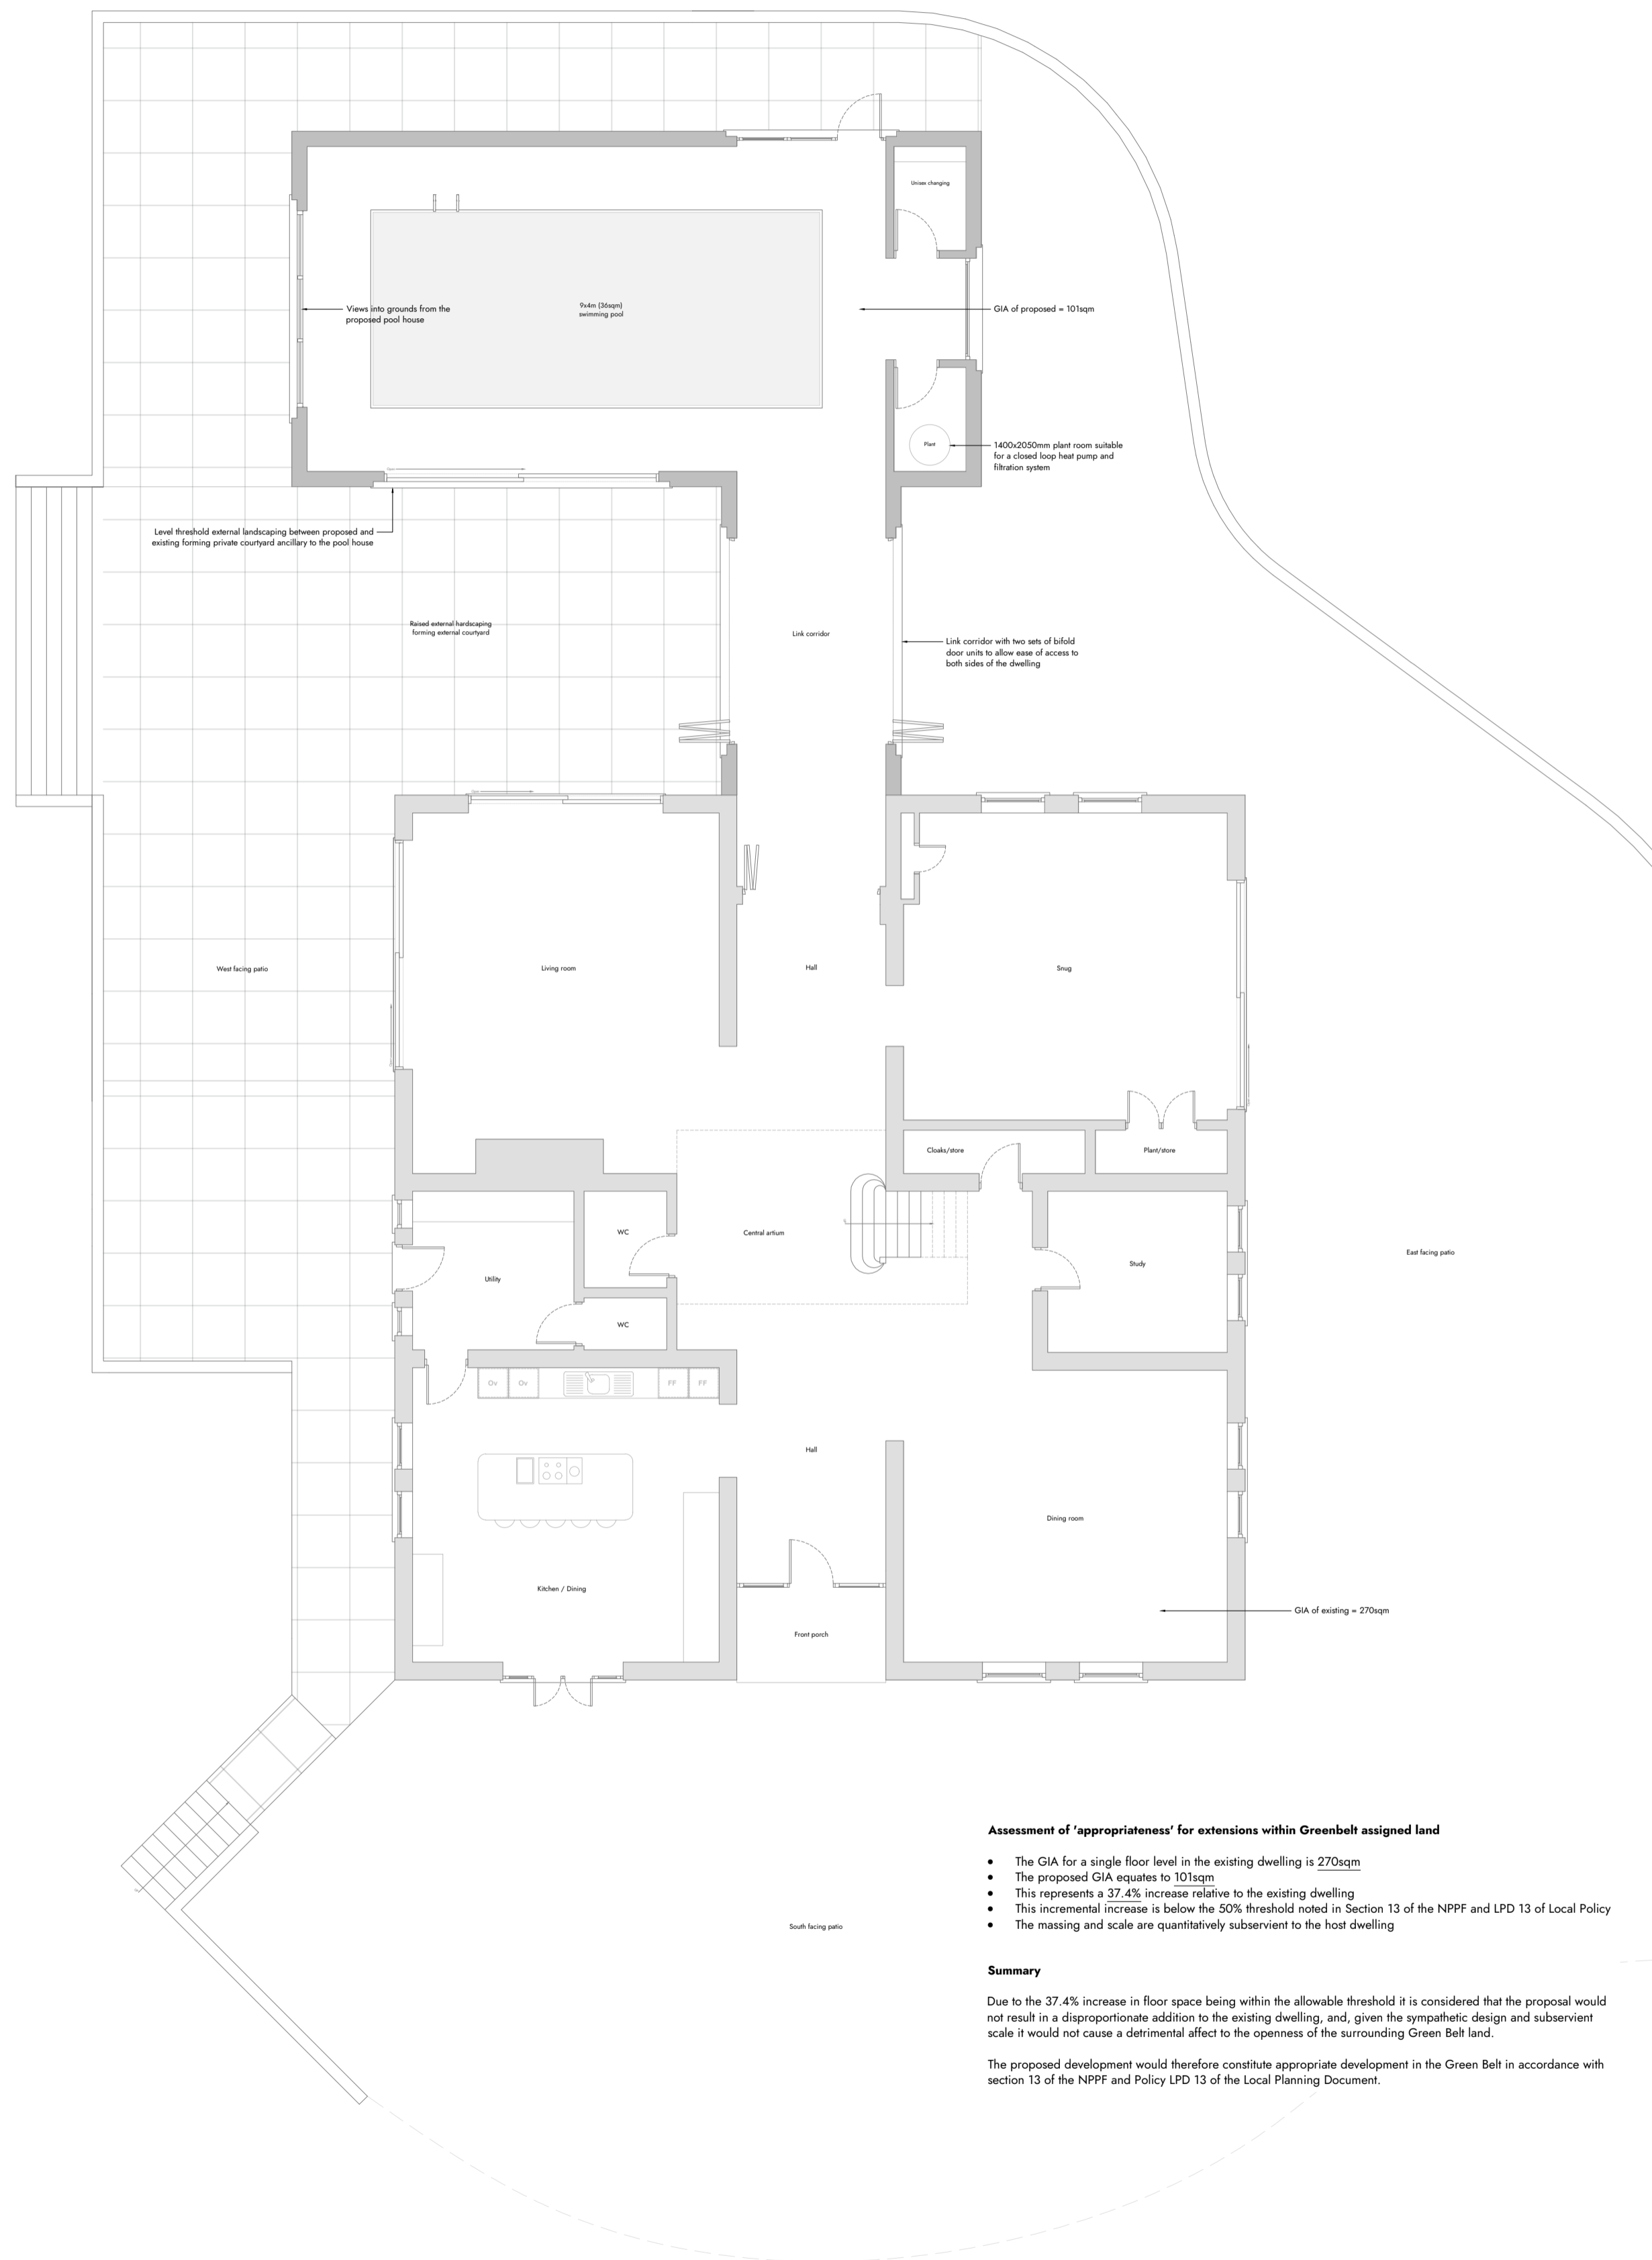 Unisex changing
Views into grounds from the
proposed pool house
9x4m (36sqm)
swimming pool
GIA of proposed = 101sqm
Plant
1400x2050mm plant room suitable
for a closed loop heat pump and
filtration system
Level threshold external landscaping between proposed and
existing forming private courtyard ancillary to the pool house
Raised external hardscaping
forming external courtyard
Link corridor
Link corridor with two sets of bifold
door units to allow ease of access to
both sides of the dwelling
West facing patio
Living room
Hall
Snug
Cloaks/store
Plant/store
WC
Central artium
Utility
Study
East facing patio
WC
Ov
Ov
FF
FF
Hall
Dining room
Kitchen / Dining
GIA of existing = 270sqm
Front porch
South facing patio
Assessment of 'appropriateness' for extensions within Greenbelt assigned land
• The GIA for a single floor level in the existing dwelling is 270sqm
• The proposed GIA equates to 101sqm
• This represents a 37.4% increase relative to the existing dwelling
• This incremental increase is below the 50% threshold noted in Section 13 of the NPPF and LPD 13 of Local Policy
• The massing and scale are quantitatively subservient to the host dwelling
Summary
Due to the 37.4% increase in floor space being within the allowable threshold it is considered that the proposal would
not result in a disproportionate addition to the existing dwelling, and, given the sympathetic design and subservient
scale it would not cause a detrimental affect to the openness of the surrounding Green Belt land.
The proposed development would therefore constitute appropriate development in the Green Belt in accordance with
section 13 of the NPPF and Policy LPD 13 of the Local Planning Document.